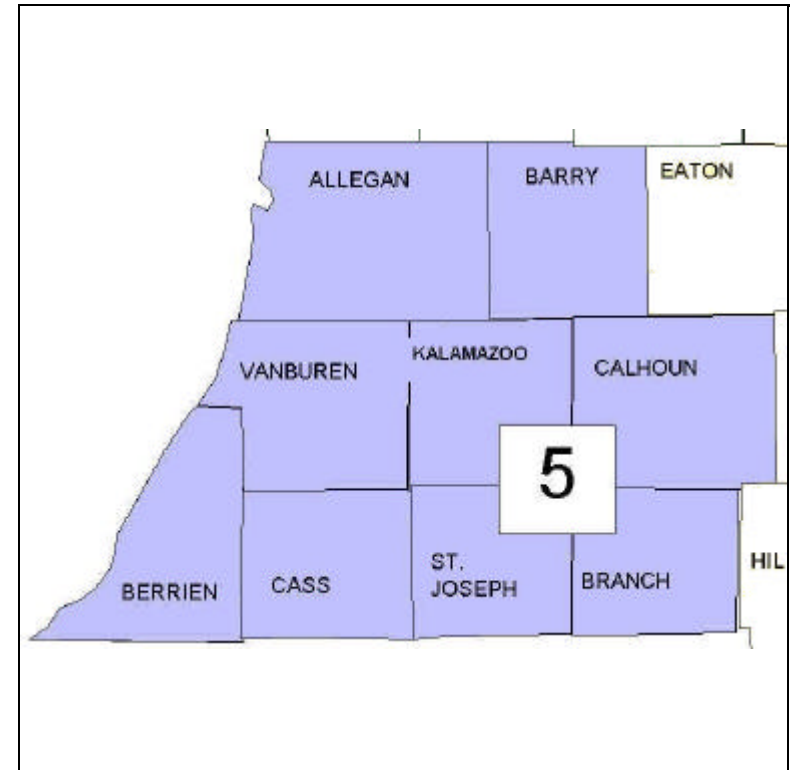 ALLEGAN
BARRY
EATON
VANBUREN
KALAMAZOO
CALHOUN
5
BERRIEN
CASS
ST.
JOSEPH
BRANCH
HIL